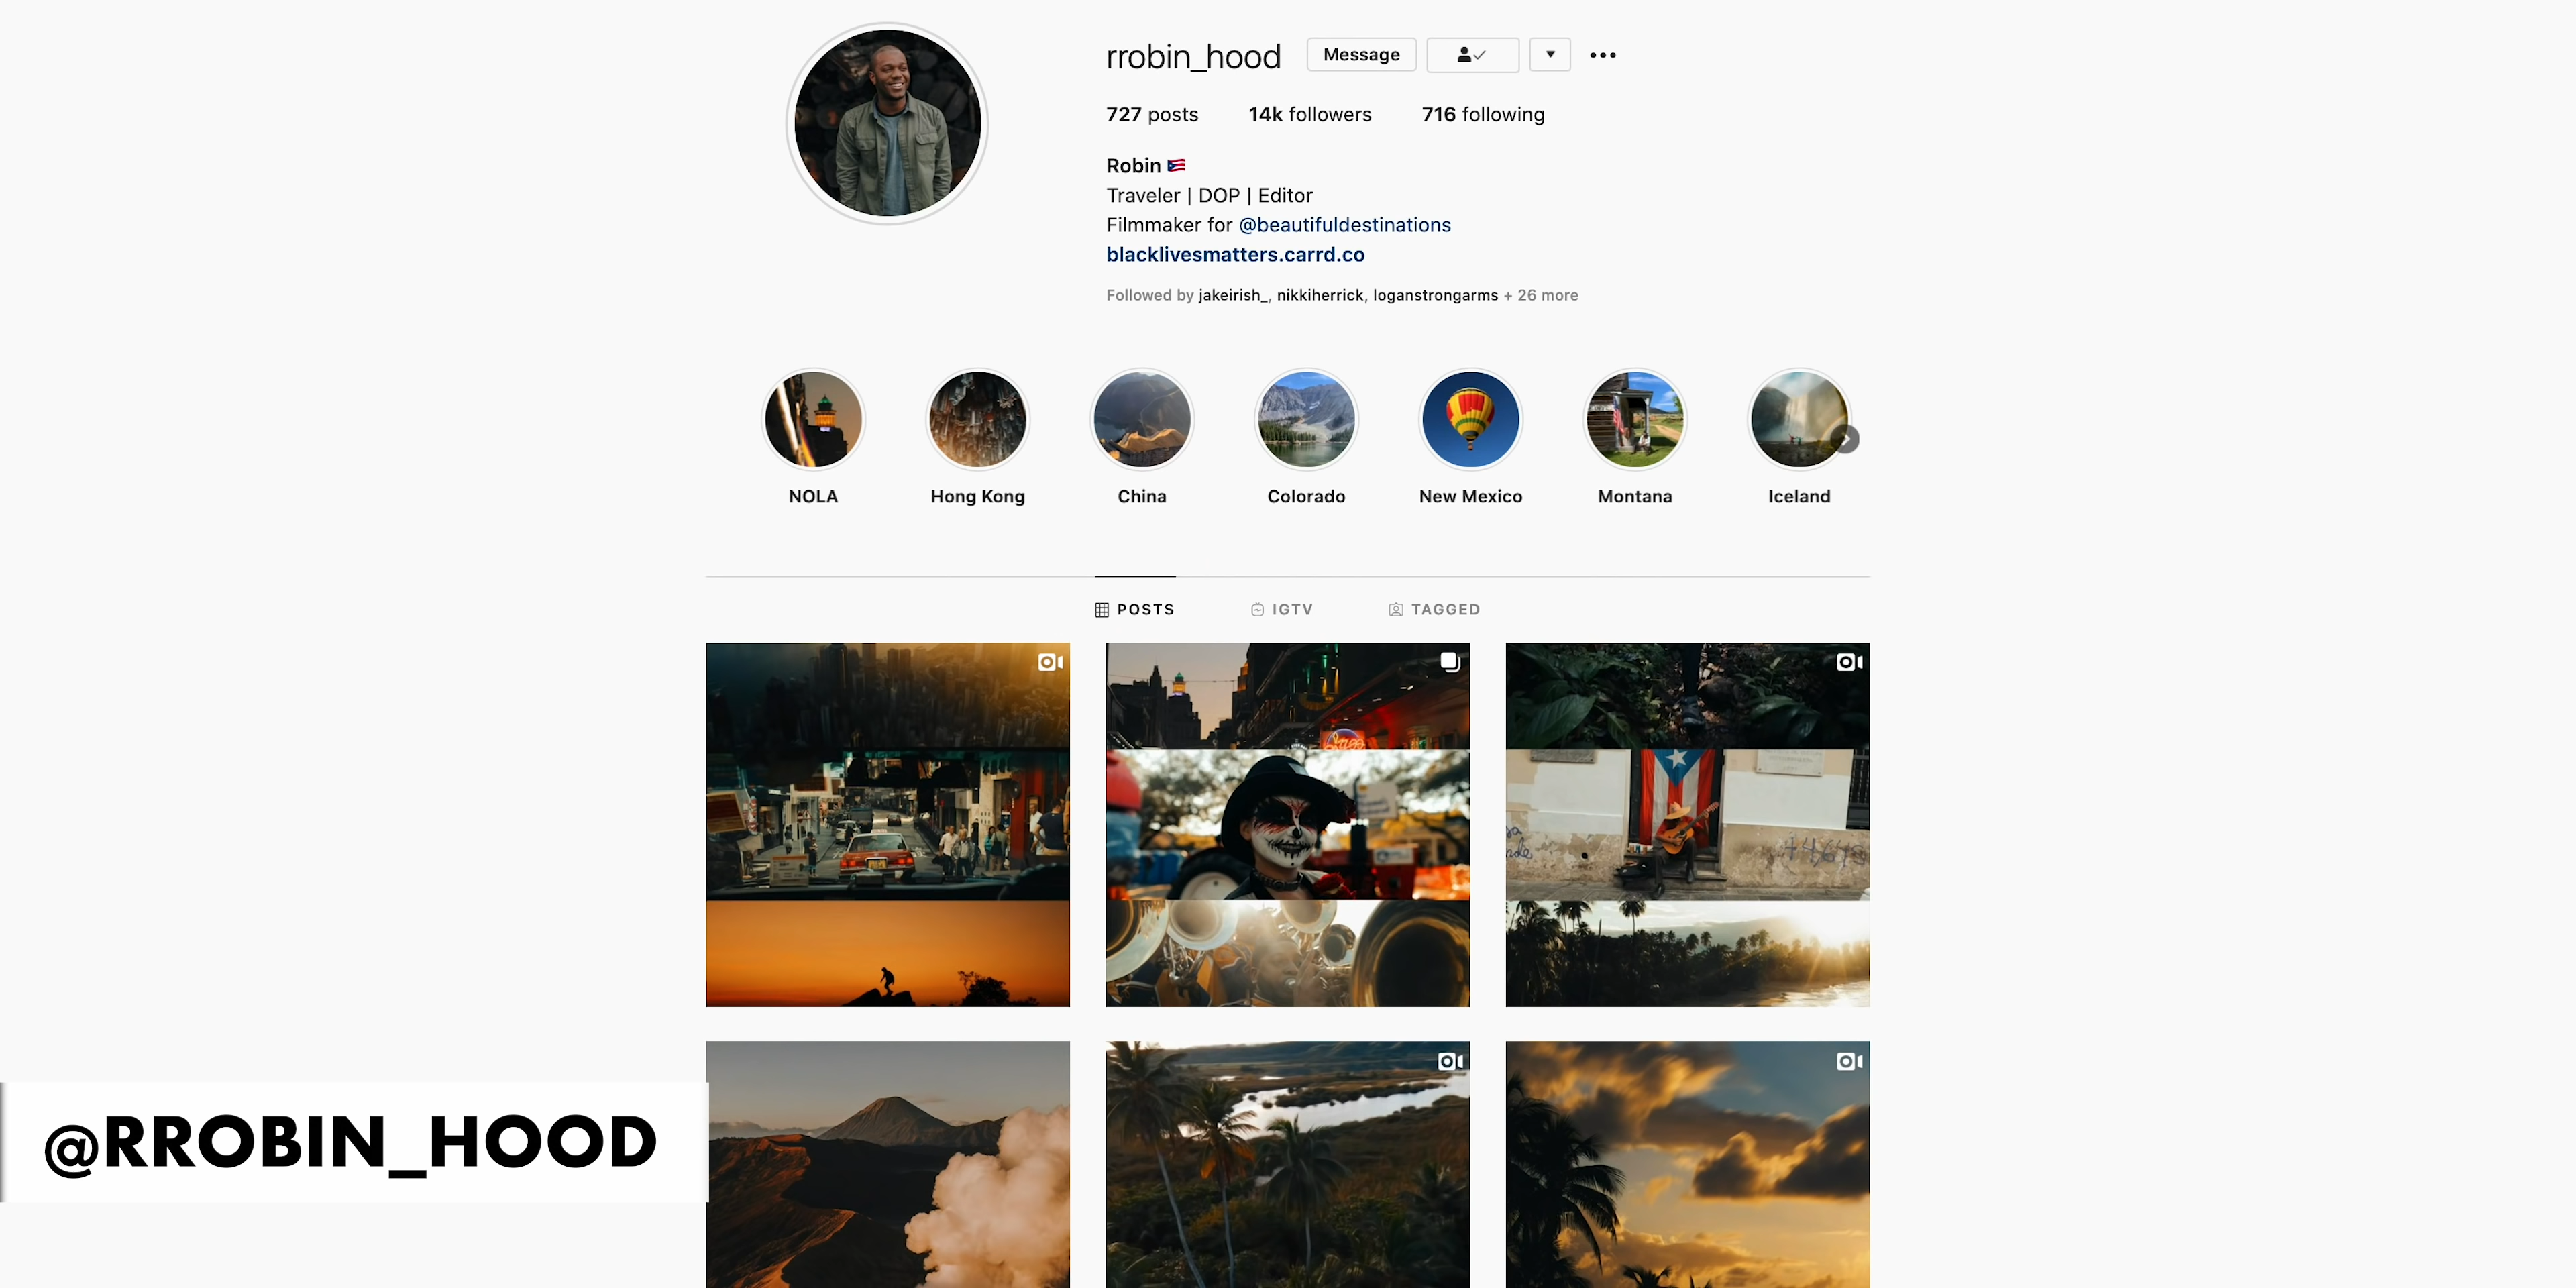 rrobin_hood Message
727 posts 14k followers 716 following
Robin 🇵🇷
Traveler | DOP | Editor
Filmmaker for @beautifuldestinations
blacklivesmatters.carrd.co
Followed by jakeirish_, nikkiherrick, loganstrongarms + 26 more
NOLA Hong Kong China Colorado New Mexico Montana Iceland
POSTS IGTV TAGGED
@RROBIN_HOOD